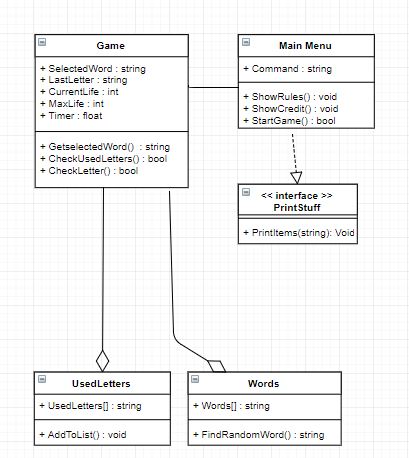 Game
+ SelectedWord : string
+ LastLetter : string
+ CurrentLife : int
+ MaxLife : int
+ Timer : float
+ GetselectedWord() : string
+ CheckUsedLetters() : bool
+ CheckLetter() : bool
Main Menu
+ Command : string
+ ShowRules() : void
+ ShowCredit() : void
+ StartGame() : bool
<< interface >>
PrintStuff
+ PrintItems(string): Void
UsedLetters
+ UsedLetters[] : string
+ AddToList() : void
Words
+ Words[] : string
+ FindRandomWord() : string